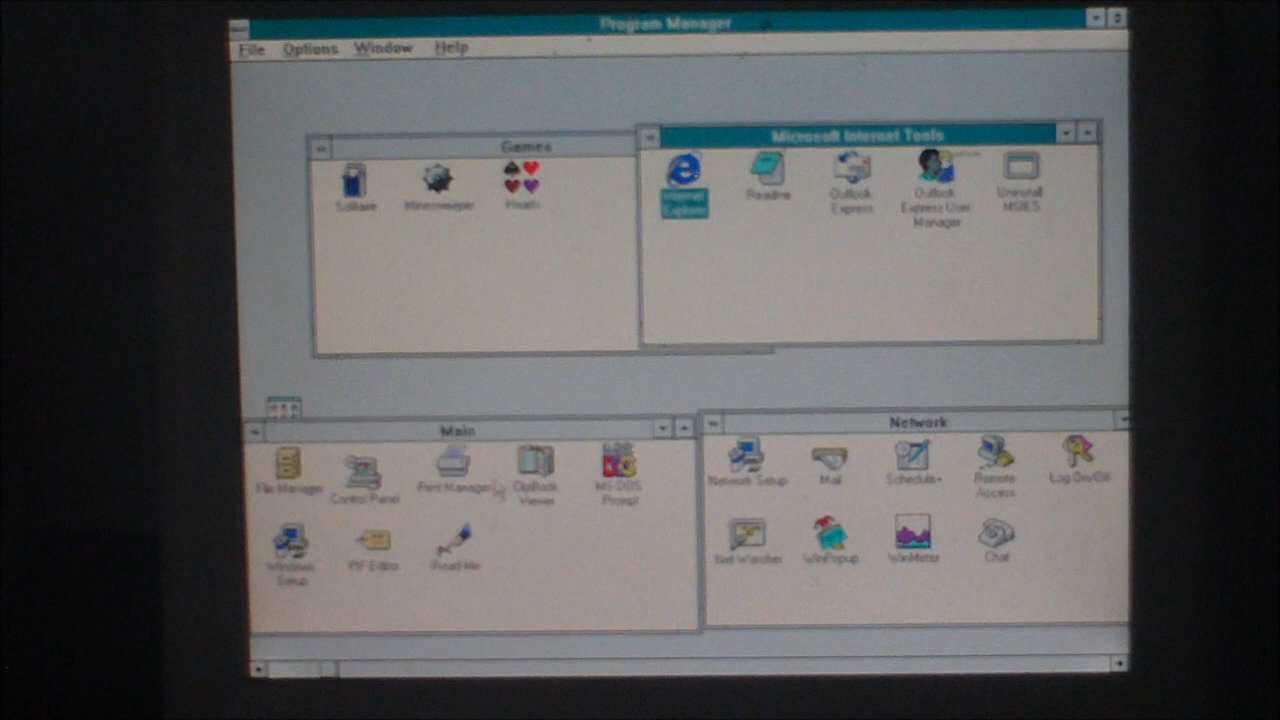 Program Manager
File Options Window Help
Games
Solitaire
Minesweeper
Hearts
Microsoft Internet Tools
Internet
Explorer
Readme
Outlook
Express
Outlook
Express User
Manager
Uninstall
MSIE5
Main
File Manager
Control Panel
Print Manager
ClipBook
Viewer
MS-DOS
Prompt
Windows
Setup
PIF Editor
Read Me
Network
Network Setup
Mail
Schedule+
Remote
Access
Log On/Off
Net Watcher
WinPopup
WinMeter
Chat